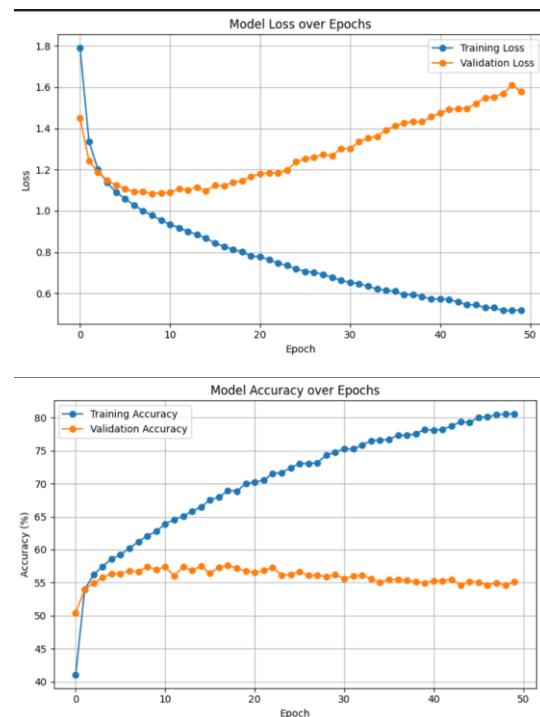 Model Loss over Epochs
1.8
1.6
1.4
1.2
1.0
0.8
0.6
Loss
Training Loss
Validation Loss
0 10 20 30 40 50
Epoch
Model Accuracy over Epochs
80
75
70
65
60
55
50
45
40
Accuracy (%)
Training Accuracy
Validation Accuracy
0 10 20 30 40 50
Epoch